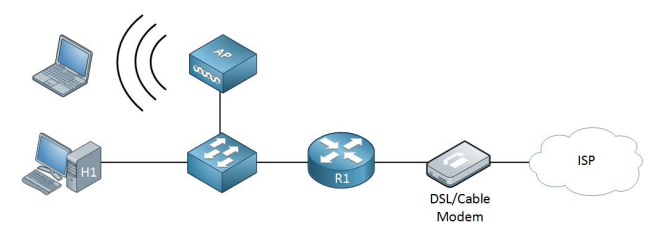 AP
H1
R1
ISP
DSL/Cable
Modem